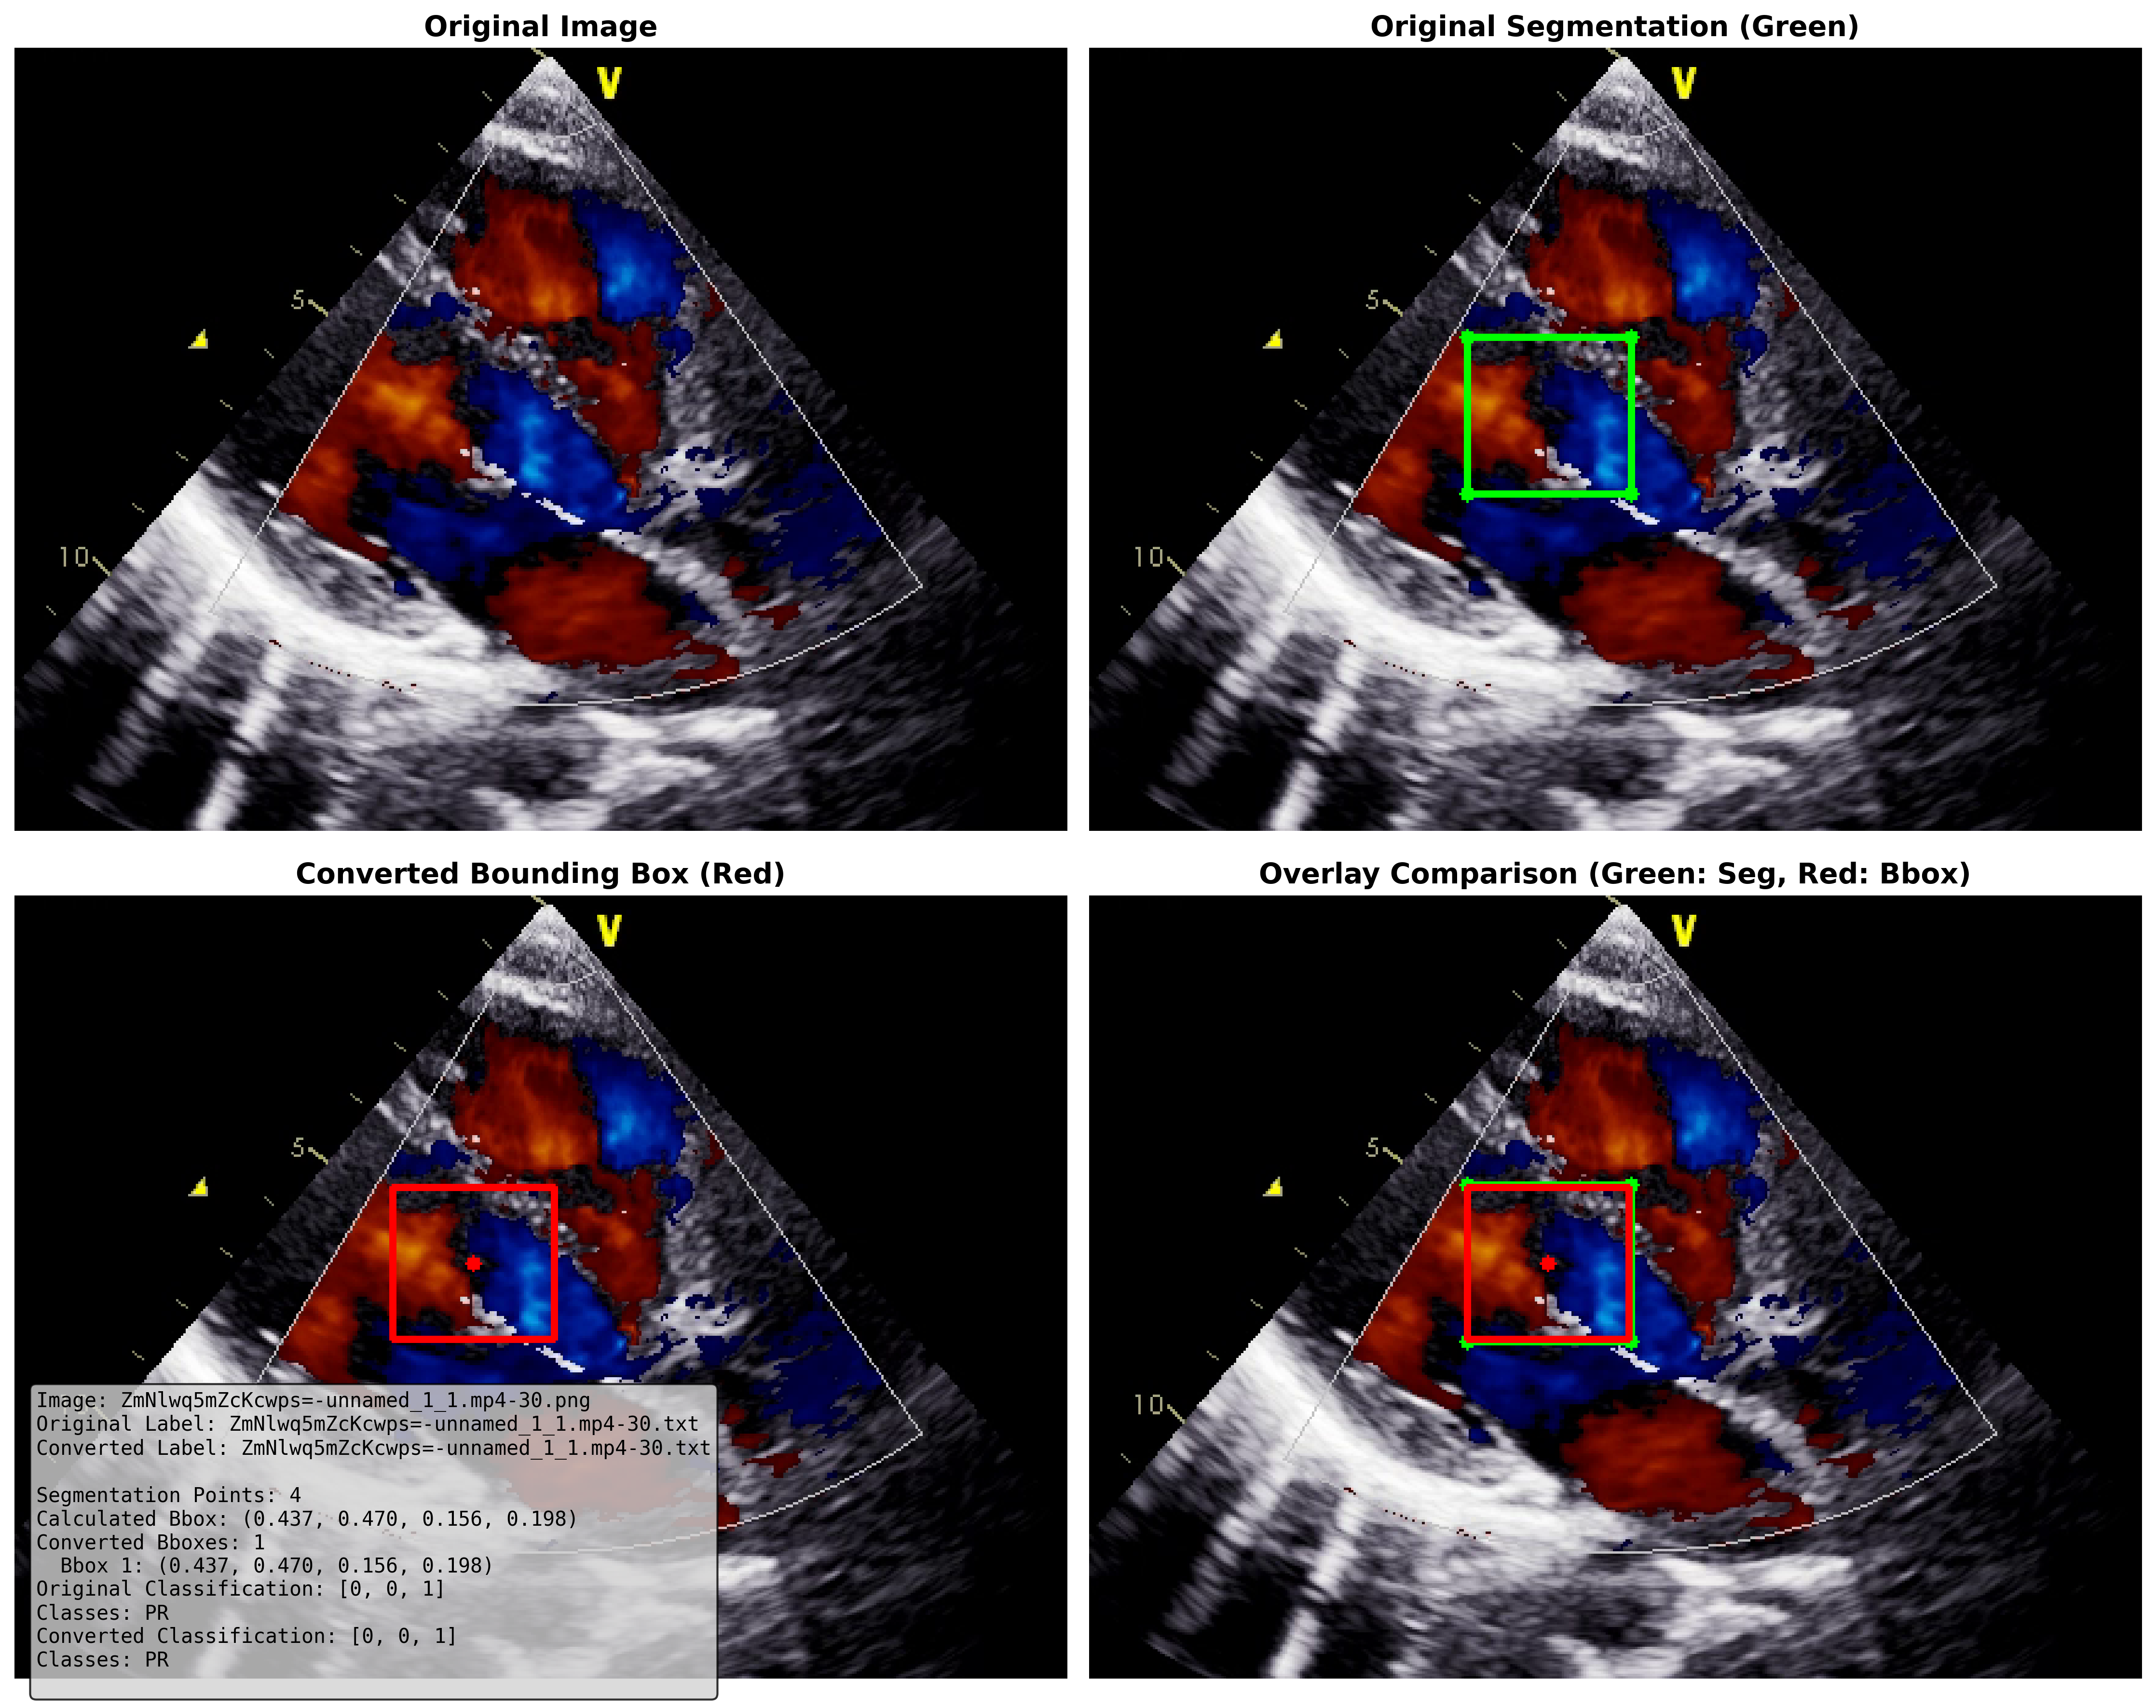 Original Image
Original Segmentation (Green)
V
5
10
V
5
10
Converted Bounding Box (Red)
Overlay Comparison (Green: Seg, Red: Bbox)
V
5
V
5
10
Image: ZmNlwq5mZcKcwps=-unnamed_1_1.mp4-30.png
Original Label: ZmNlwq5mZcKcwps=-unnamed_1_1.mp4-30.txt
Converted Label: ZmNlwq5mZcKcwps=-unnamed_1_1.mp4-30.txt
Segmentation Points: 4
Calculated Bbox: (0.437, 0.470, 0.156, 0.198)
Converted Bboxes: 1
Bbox 1: (0.437, 0.470, 0.156, 0.198)
Original Classification: [0, 0, 1]
Classes: PR
Converted Classification: [0, 0, 1]
Classes: PR